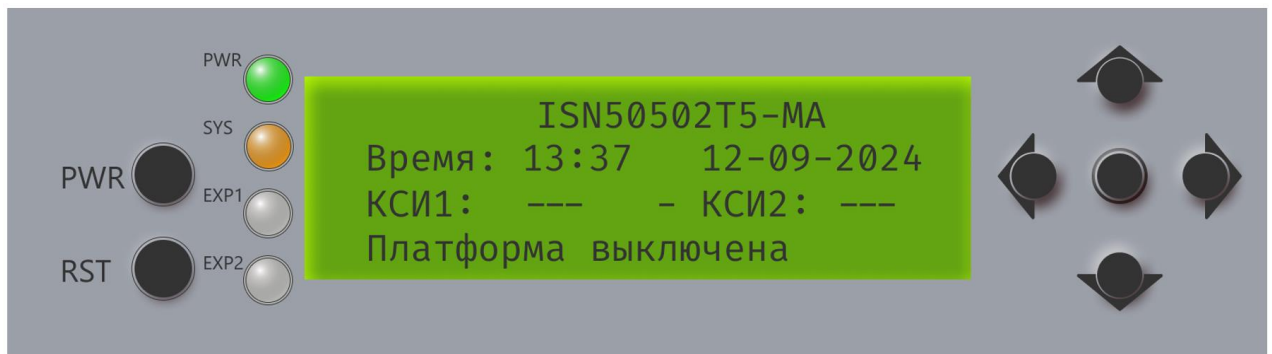 PWR
SYS
EXP1
EXP2
PWR
RST
ISN50502T5-MA
Время: 13:37 12-09-2024
КСИ1: --- - КСИ2: ---
Платформа выключена